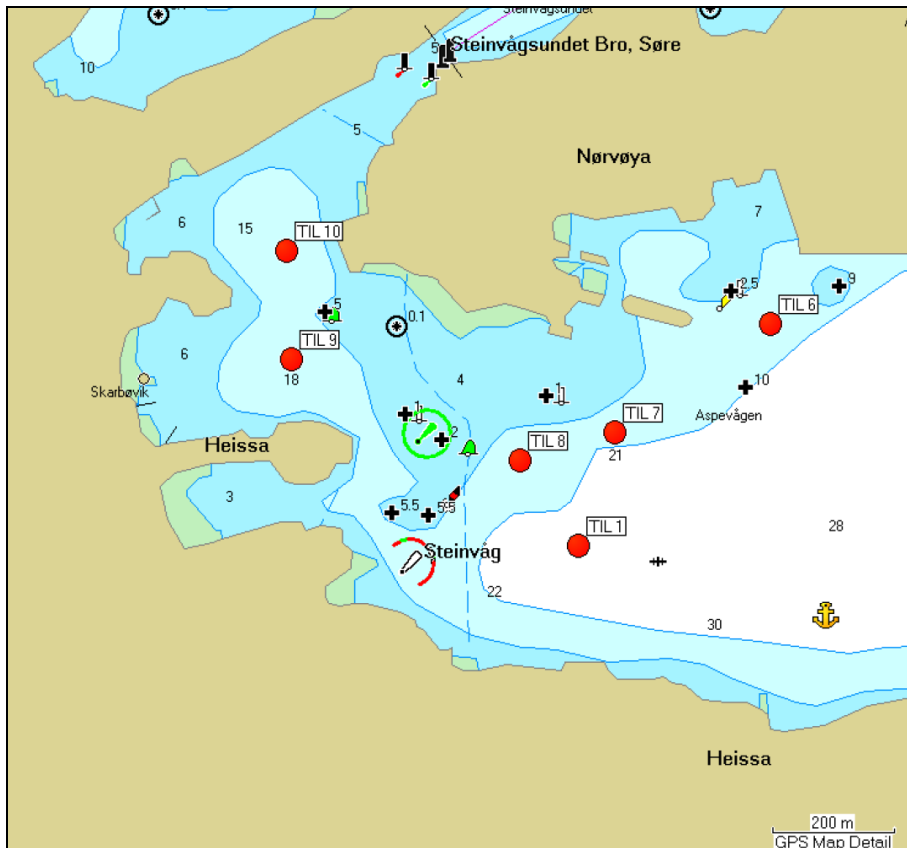 Steinvågsundet
10
5
Steinvågsundet Bro, Søre
5
Nørvøya
6
15
7
TIL 10
2.5
9
5
0.1
TIL 6
TIL 9
6
18
4
10
Skarbøvik
1
1
Aspevågen
TIL 7
Heissa
2
TIL 8
21
3
5.5
5.5
28
TIL 1
Steinvåg
22
30
Heissa
200 m
GPS Map Detail